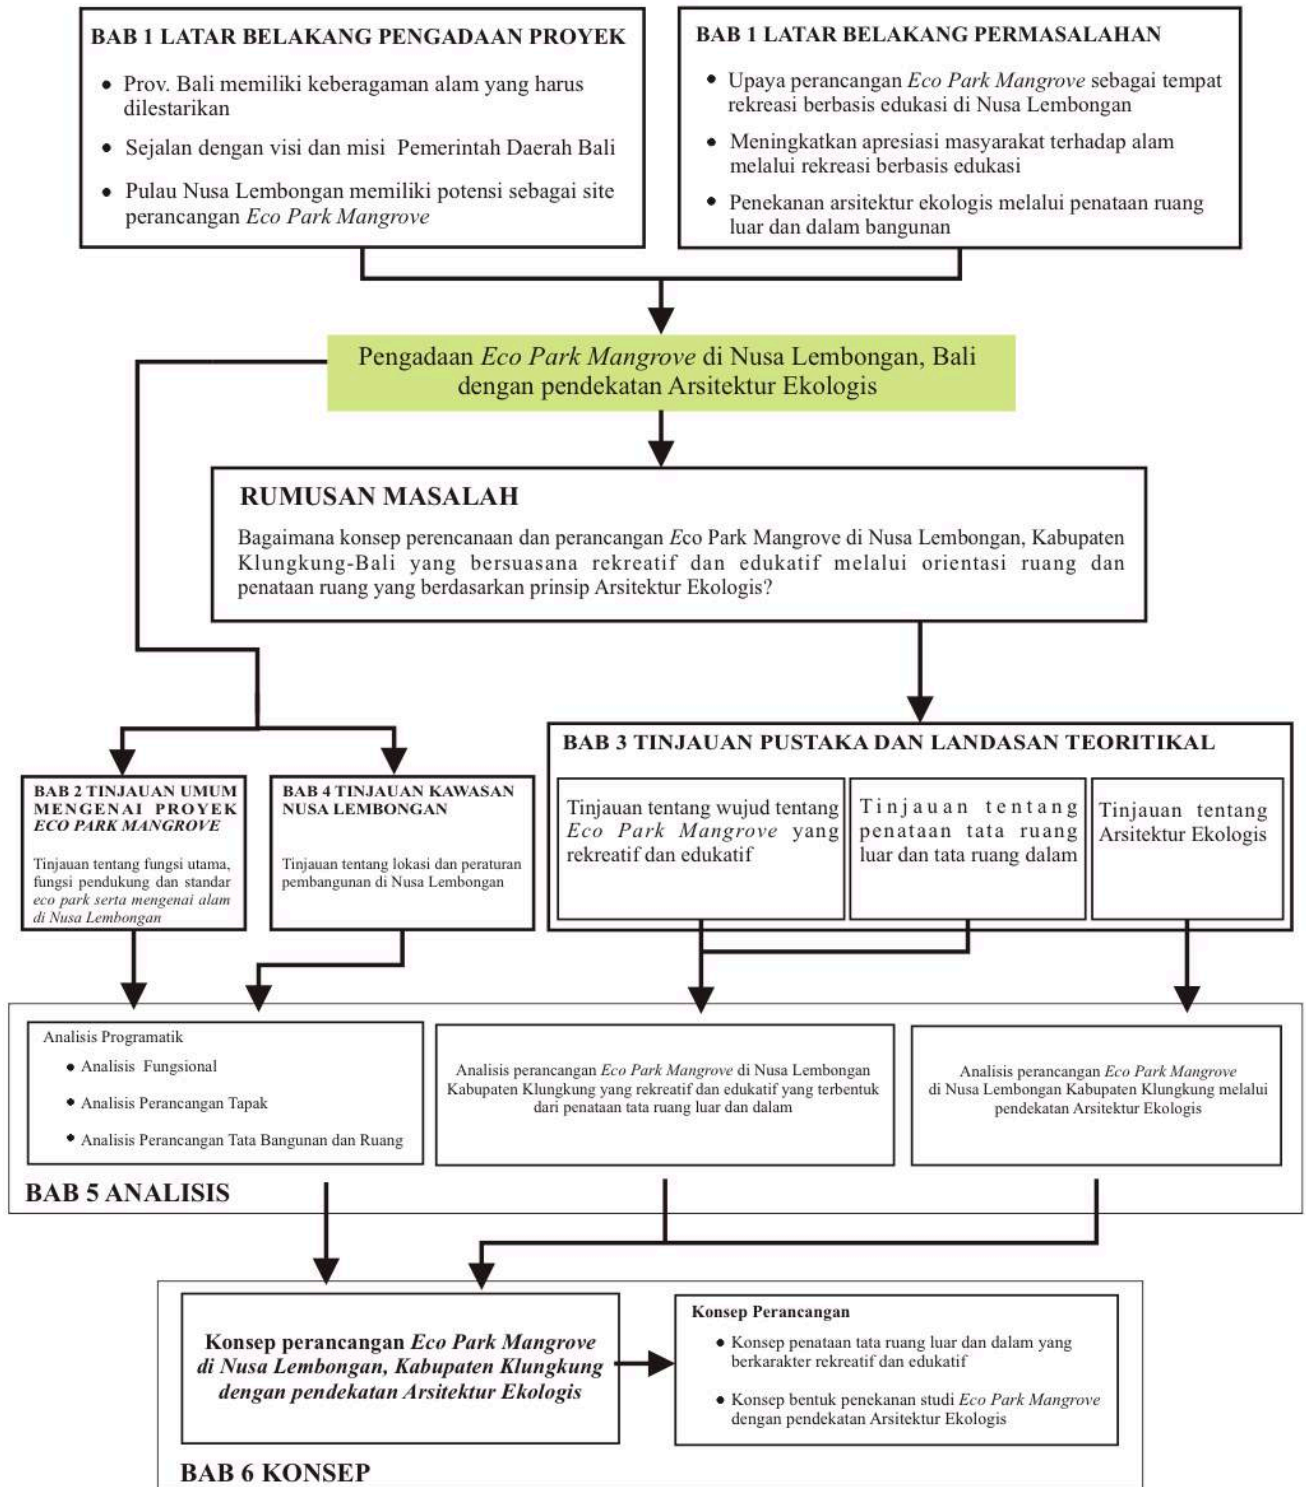 BAB 1 LATAR BELAKANG PENGADAAN PROYEK
• Prov. Bali memiliki keberagaman alam yang harus
dilestarikan
• Sejalan dengan visi dan misi Pemerintah Daerah Bali
• Pulau Nusa Lembongan memiliki potensi sebagai site
perancangan Eco Park Mangrove
BAB 1 LATAR BELAKANG PERMASALAHAN
• Upaya perancangan Eco Park Mangrove sebagai tempat
rekreasi berbasis edukasi di Nusa Lembongan
• Meningkatkan apresiasi masyarakat terhadap alam
melalui rekreasi berbasis edukasi
• Penekanan arsitektur ekologis melalui penataan ruang
luar dan dalam bangunan
Pengadaan Eco Park Mangrove di Nusa Lembongan, Bali
dengan pendekatan Arsitektur Ekologis
RUMUSAN MASALAH
Bagaimana konsep perencanaan dan perancangan Eco Park Mangrove di Nusa Lembongan, Kabupaten
Klungkung-Bali yang bersuasana rekreatif dan edukatif melalui orientasi ruang dan
penataan ruang yang berdasarkan prinsip Arsitektur Ekologis?
BAB 2 TINJAUAN UMUM
MENGENAI PROYEK
ECO PARK MANGROVE
Tinjauan tentang fungsi utama,
fungsi pendukung dan standar
eco park serta mengenai alam
di Nusa Lembongan
BAB 4 TINJAUAN KAWASAN
NUSA LEMBONGAN
Tinjauan tentang lokasi dan peraturan
pembangunan di Nusa Lembongan
BAB 3 TINJAUAN PUSTAKA DAN LANDASAN TEORITIKAL
Tinjauan tentang wujud tentang
Eco Park Mangrove yang
rekreatif dan edukatif
Tinjauan tentang
penataan tata ruang
luar dan tata ruang dalam
Tinjauan tentang
Arsitektur Ekologis
Analisis Programatik
• Analisis Fungsional
• Analisis Perancangan Tapak
• Analisis Perancangan Tata Bangunan dan Ruang
Analisis perancangan Eco Park Mangrove di Nusa Lembongan
Kabupaten Klungkung yang rekreatif dan edukatif yang terbentuk
dari penataan tata ruang luar dan dalam
Analisis perancangan Eco Park Mangrove
di Nusa Lembongan Kabupaten Klungkung melalui
pendekatan Arsitektur Ekologis
BAB 5 ANALISIS
Konsep perancangan Eco Park Mangrove
di Nusa Lembongan, Kabupaten Klungkung
dengan pendekatan Arsitektur Ekologis
Konsep Perancangan
• Konsep penataan tata ruang luar dan dalam yang
berkarakter rekreatif dan edukatif
• Konsep bentuk penekanan studi Eco Park Mangrove
dengan pendekatan Arsitektur Ekologis
BAB 6 KONSEP